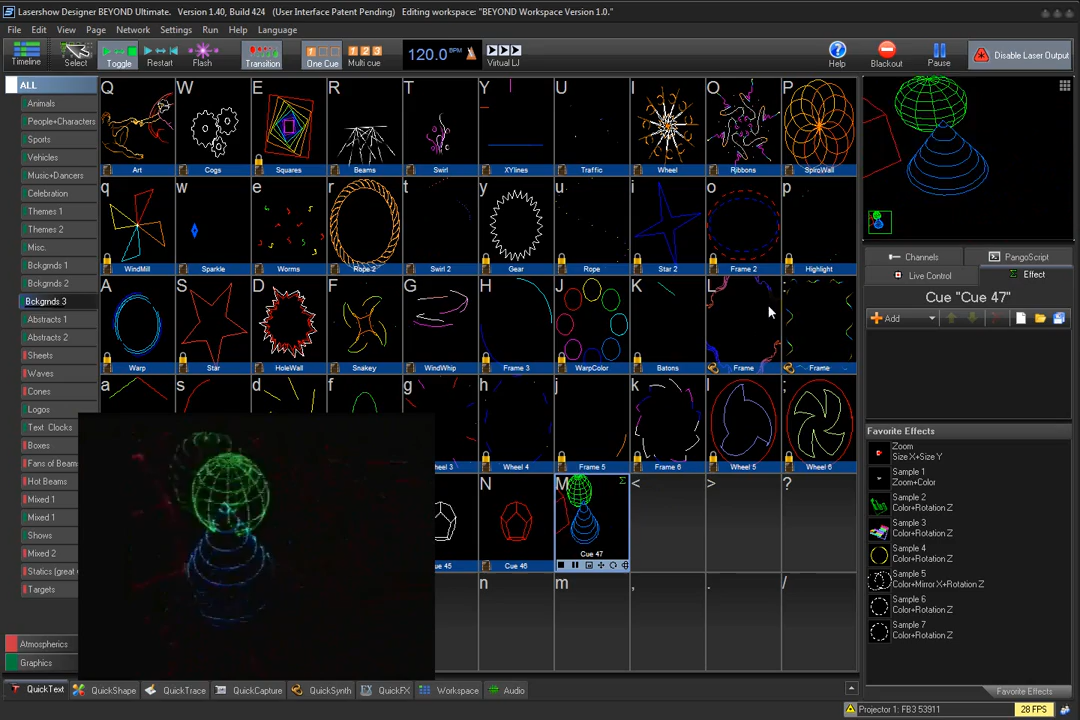 Lasershow Designer BEYOND Ultimate. Version 1.40, Build 424 (User Interface Patent Pending) Editing workspace: "BEYOND Workspace Version 1.0."
File Edit View Page Network Settings Run Help Language
Timeline Select Toggle Restart Flash Transition One Cue Multi cue 120.0 BPM Virtual LJ Help Blackout Pause Disable Laser Output
ALL
Animals
People+Characters
Sports
Vehicles
Music+Dancers
Celebration
Themes 1
Themes 2
Misc.
Bckgrnds 1
Bckgrnds 2
Bckgrnds 3
Abstracts 1
Abstracts 2
Sheets
Waves
Cones
Logos
Text Clocks
Boxes
Fans of Beam
Hot Beams
Mixed 1
Mixed 1
Shows
Mixed 2
Statics (great
Targets
Atmospherics
Graphics
Q W E R T Y U I O P
Art Cogs Squares Beams Swirl XYlines Traffic Wheel Ribbons SpiroWall
q w e r t y u i o p
WindMill Sparkle Worms Rope 2 Swirl 2 Gear Rope Star 2 Frame 2 Highlight
A S D F G H J K L :
Warp Star HoleWall Snakey WindWhip Frame 3 WarpColor Batons Frame Frame
a s d f g h j k l ;
eel 3 Wheel 4 Frame 5 Frame 6 Wheel 5 Wheel 6
N M < > ?
Cue 47
ue 45 Cue 46 Cue 47
n m , . /
Channels PangoScript
Live Control Effect
Cue "Cue 47"
Add
Favorite Effects
Zoom
Size X+Size Y
Sample 1
Zoom+Color
Sample 2
Color+Rotation Z
Sample 3
Color+Rotation Z
Sample 4
Color+Rotation Z
Sample 5
Color+Mirror X+Rotation Z
Sample 6
Color+Rotation Z
Sample 7
Color+Rotation Z
Favorite Effects
QuickText QuickShape QuickTrace QuickCapture QuickSynth QuickFX Workspace Audio
Projector 1: FB3 53911 28 FPS